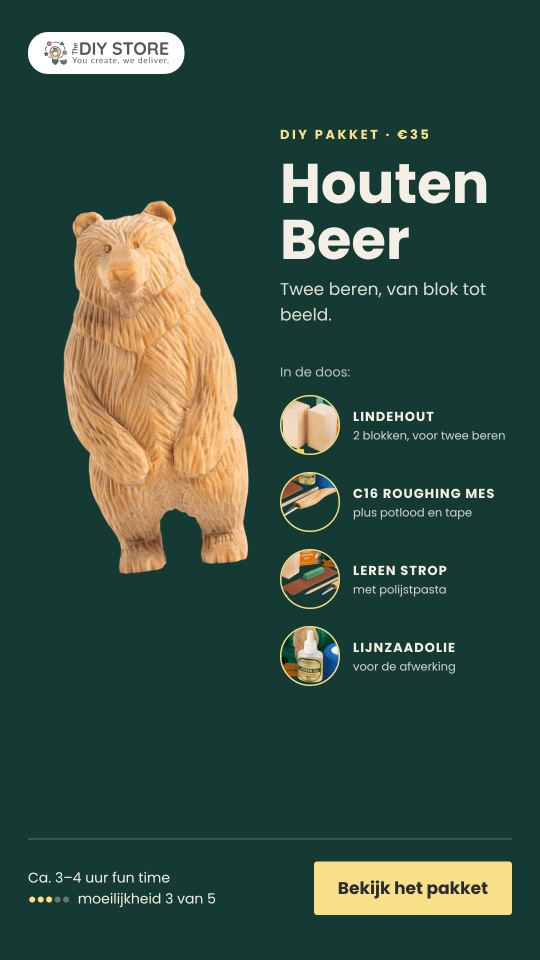 The DIY STORE
You create, we deliver.
DIY PAKKET · €35
Houten
Beer
Twee beren, van blok tot
beeld.
In de doos:
LINDEHOUT
2 blokken, voor twee beren
C16 ROUGHING MES
plus potlood en tape
LEREN STROP
met polijstpasta
LIJNZAADOLIE
voor de afwerking
Ca. 3–4 uur fun time
moeilijkheid 3 van 5
Bekijk het pakket